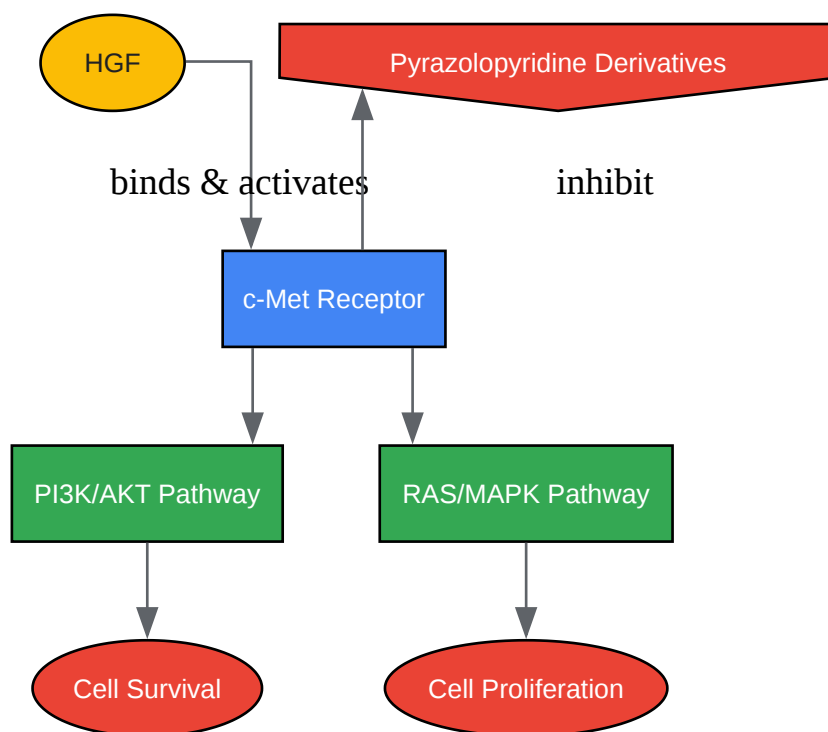 HGF
Pyrazolopyridine Derivatives
binds & activates
inhibit
c-Met Receptor
PI3K/AKT Pathway
RAS/MAPK Pathway
Cell Survival
Cell Proliferation